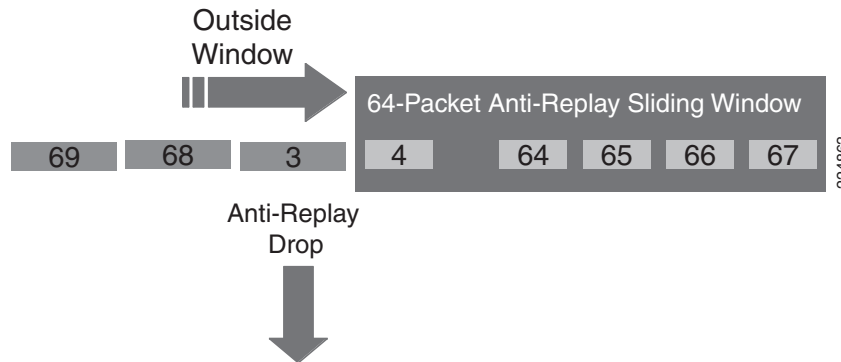 Outside
Window
64-Packet Anti-Replay Sliding Window
69 68 3 4 64 65 66 67
Anti-Replay
Drop